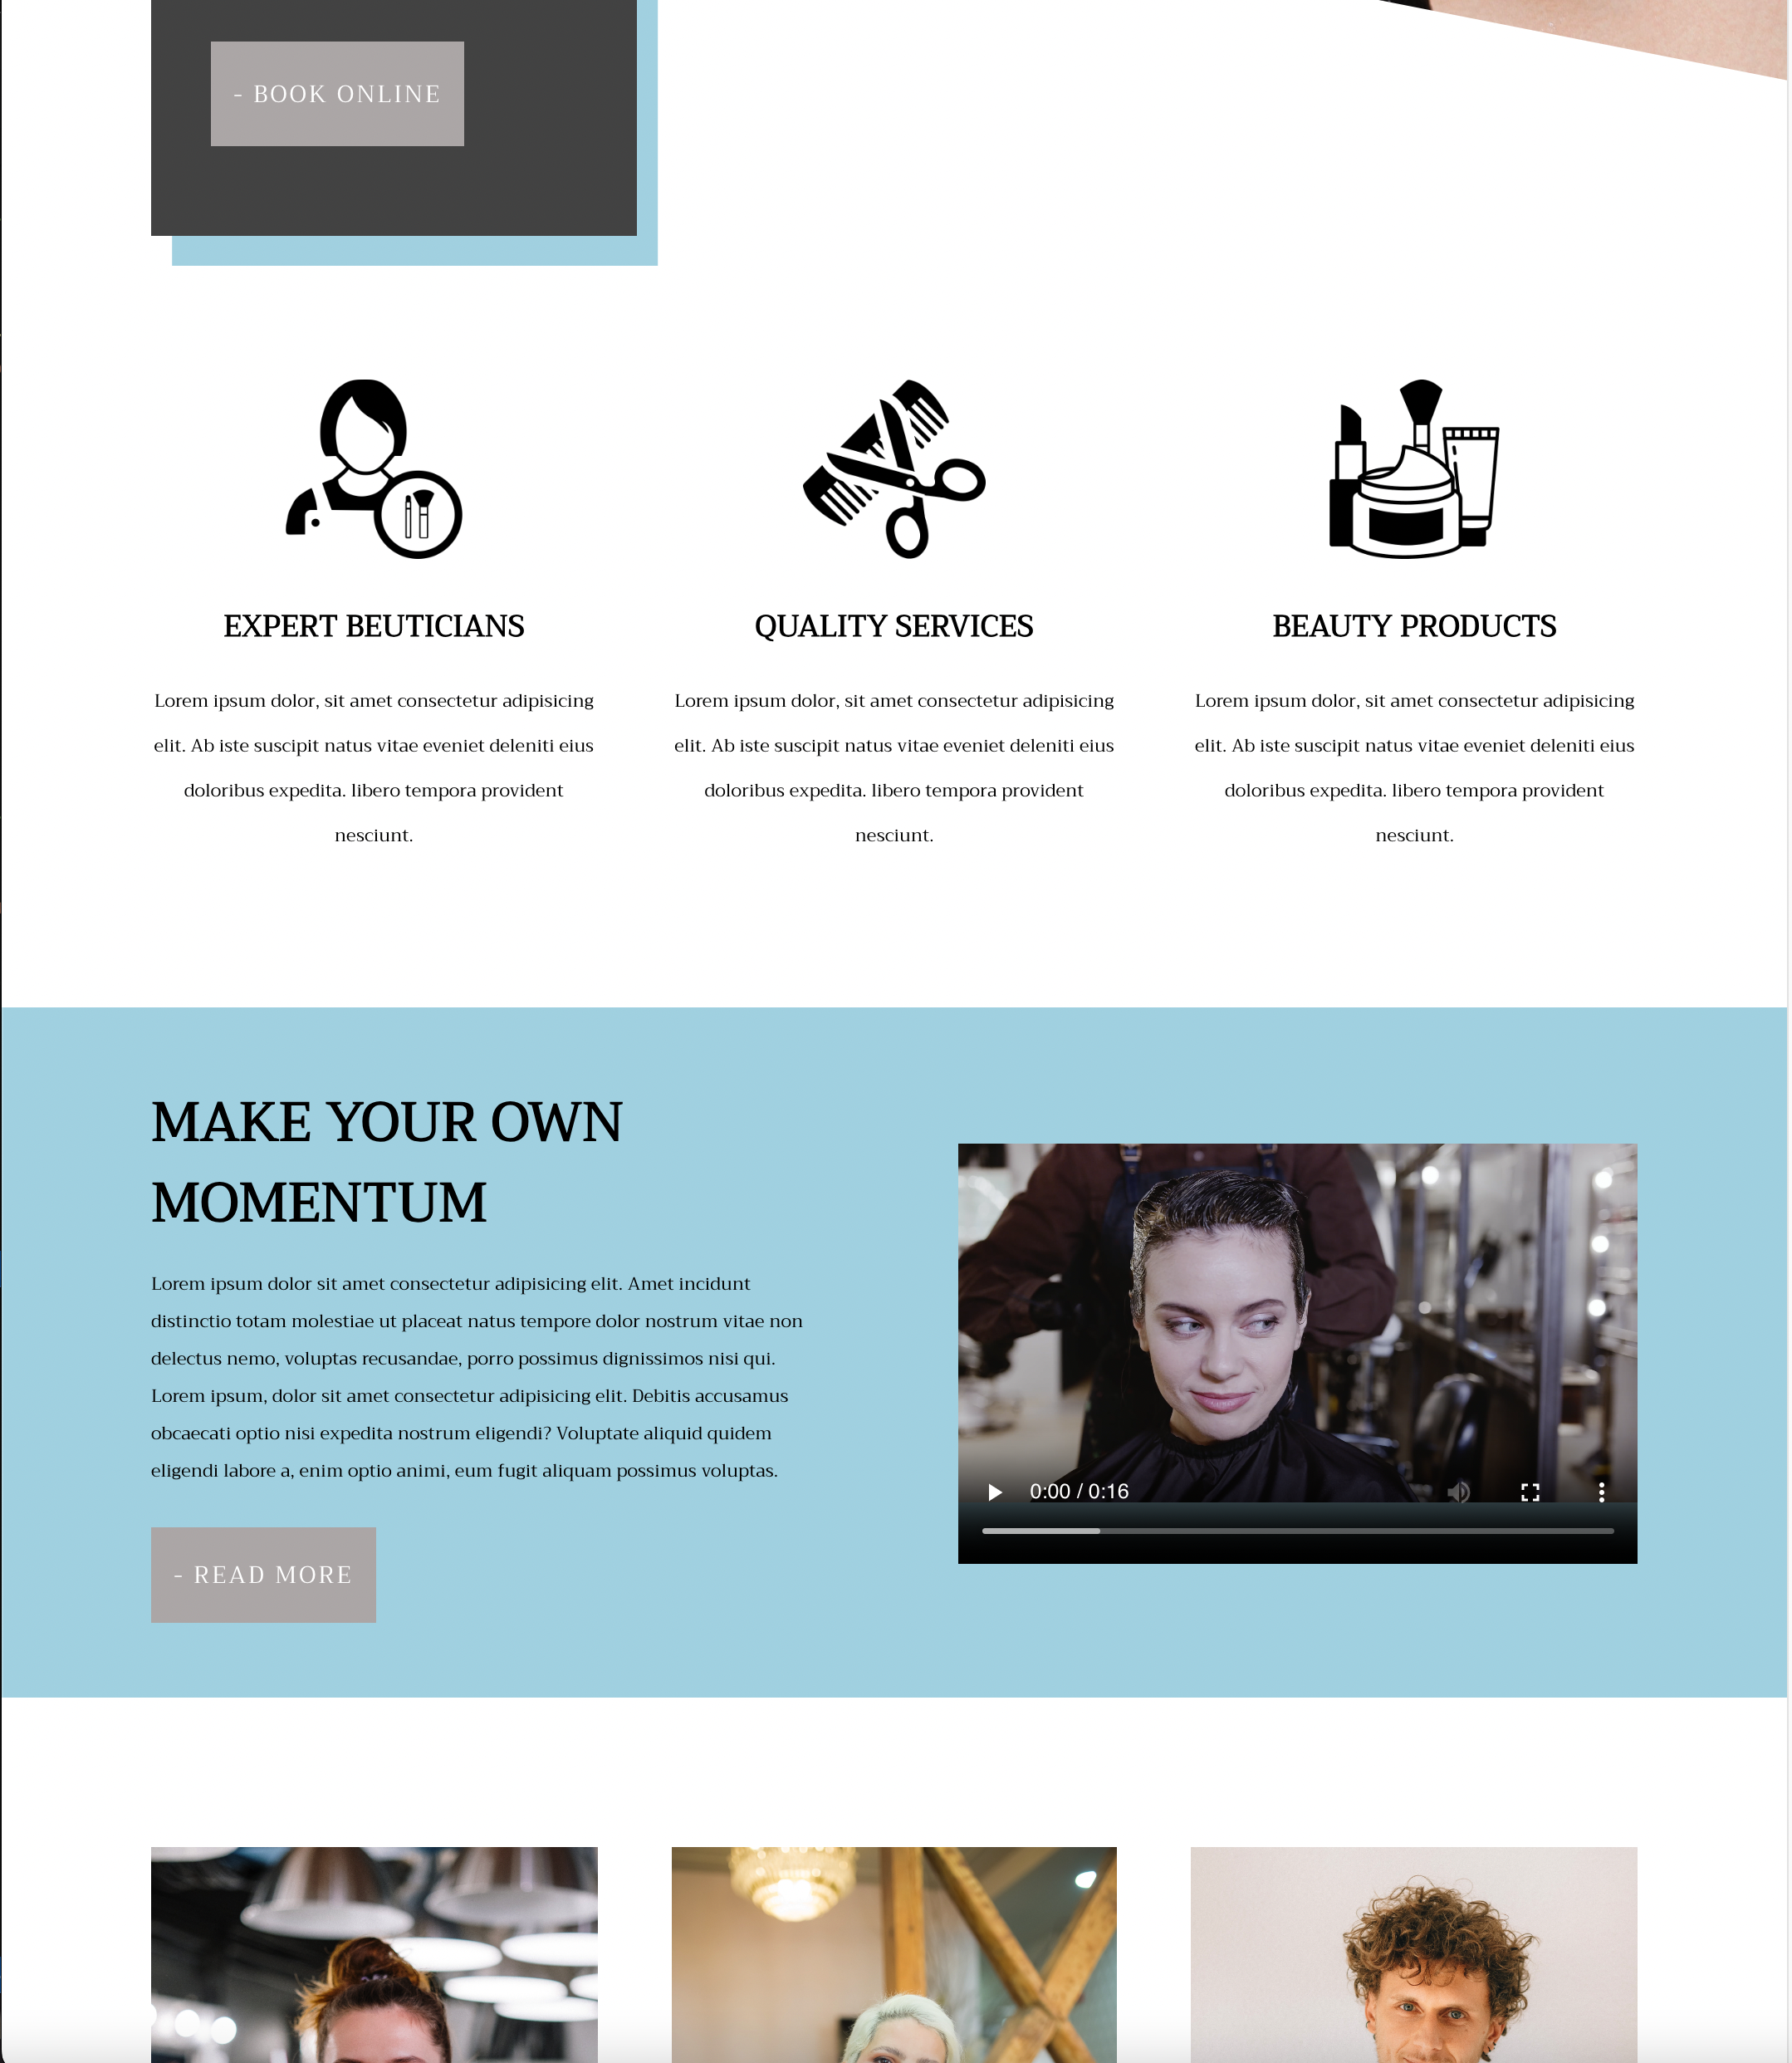 - BOOK ONLINE
EXPERT BEUTICIANS
Lorem ipsum dolor, sit amet consectetur adipisicing
elit. Ab iste suscipit natus vitae eveniet deleniti eius
doloribus expedita. libero tempora provident
nesciunt.
QUALITY SERVICES
Lorem ipsum dolor, sit amet consectetur adipisicing
elit. Ab iste suscipit natus vitae eveniet deleniti eius
doloribus expedita. libero tempora provident
nesciunt.
BEAUTY PRODUCTS
Lorem ipsum dolor, sit amet consectetur adipisicing
elit. Ab iste suscipit natus vitae eveniet deleniti eius
doloribus expedita. libero tempora provident
nesciunt.
MAKE YOUR OWN
MOMENTUM
Lorem ipsum dolor sit amet consectetur adipisicing elit. Amet incidunt
distinctio totam molestiae ut placeat natus tempore dolor nostrum vitae non
delectus nemo, voluptas recusandae, porro possimus dignissimos nisi qui.
Lorem ipsum, dolor sit amet consectetur adipisicing elit. Debitis accusamus
obcaecati optio nisi expedita nostrum eligendi? Voluptate aliquid quidem
eligendi labore a, enim optio animi, eum fugit aliquam possimus voluptas.
- READ MORE
0:00 / 0:16